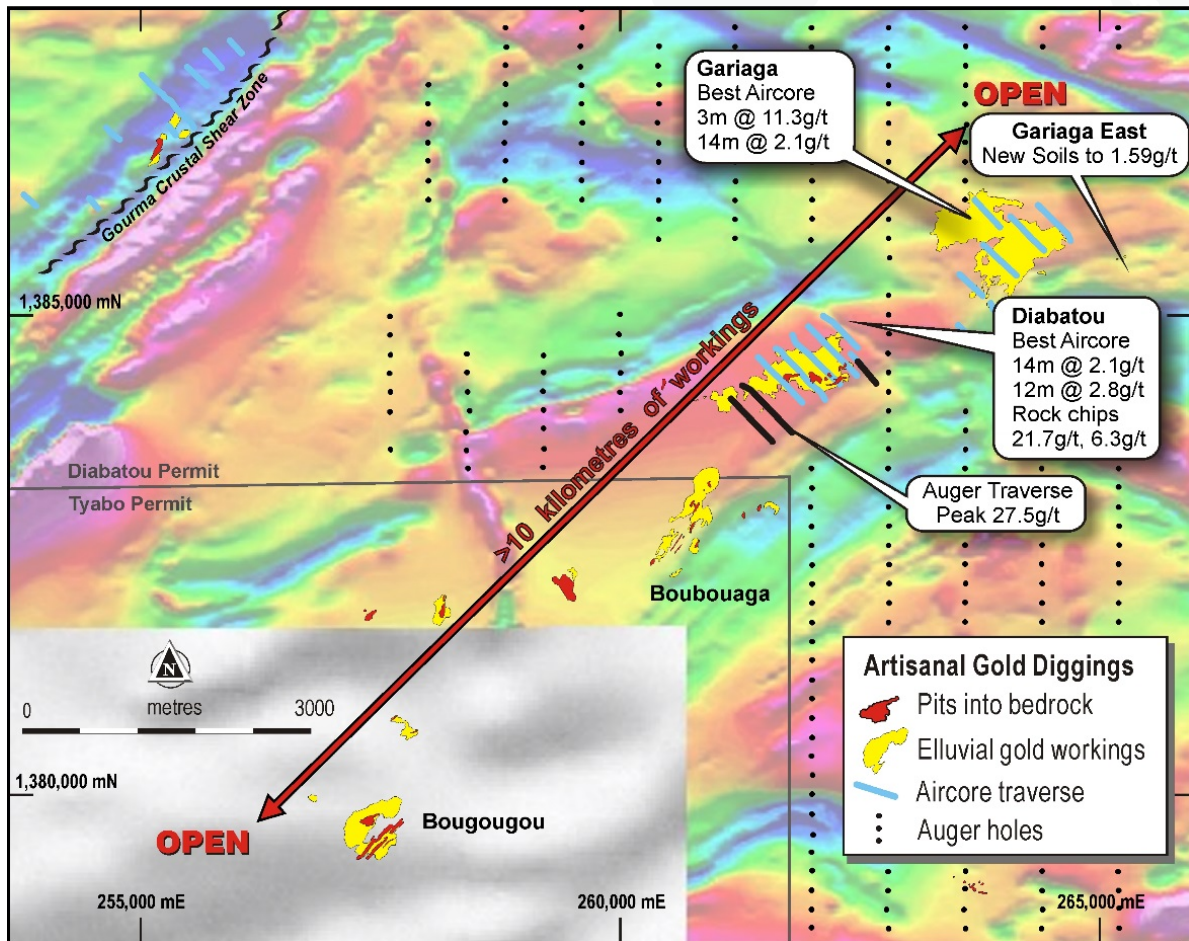 Gourma Crustal Shear Zone
Gariaga
Best Aircore
3m @ 11.3g/t
14m @ 2.1g/t
OPEN
Gariaga East
New Soils to 1.59g/t
1,385,000 mN
>10 kilometres of workings
Diabatou
Best Aircore
14m @ 2.1g/t
12m @ 2.8g/t
Rock chips
21.7g/t, 6.3g/t
Diabatou Permit
Tyabo Permit
Auger Traverse
Peak 27.5g/t
Boubouaga
N
0 metres 3000
1,380,000 mN
OPEN
Bougougou
Artisanal Gold Diggings
Pits into bedrock
Elluvial gold workings
Aircore traverse
Auger holes
255,000 mE
260,000 mE
265,000 mE